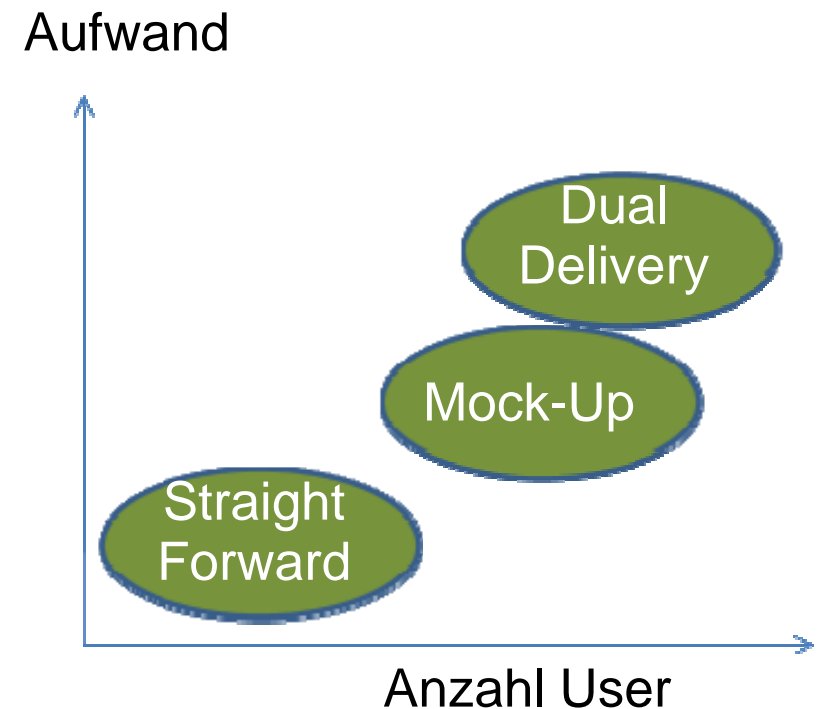 Aufwand
Dual
Delivery
Mock-Up
Straight
Forward
Anzahl User